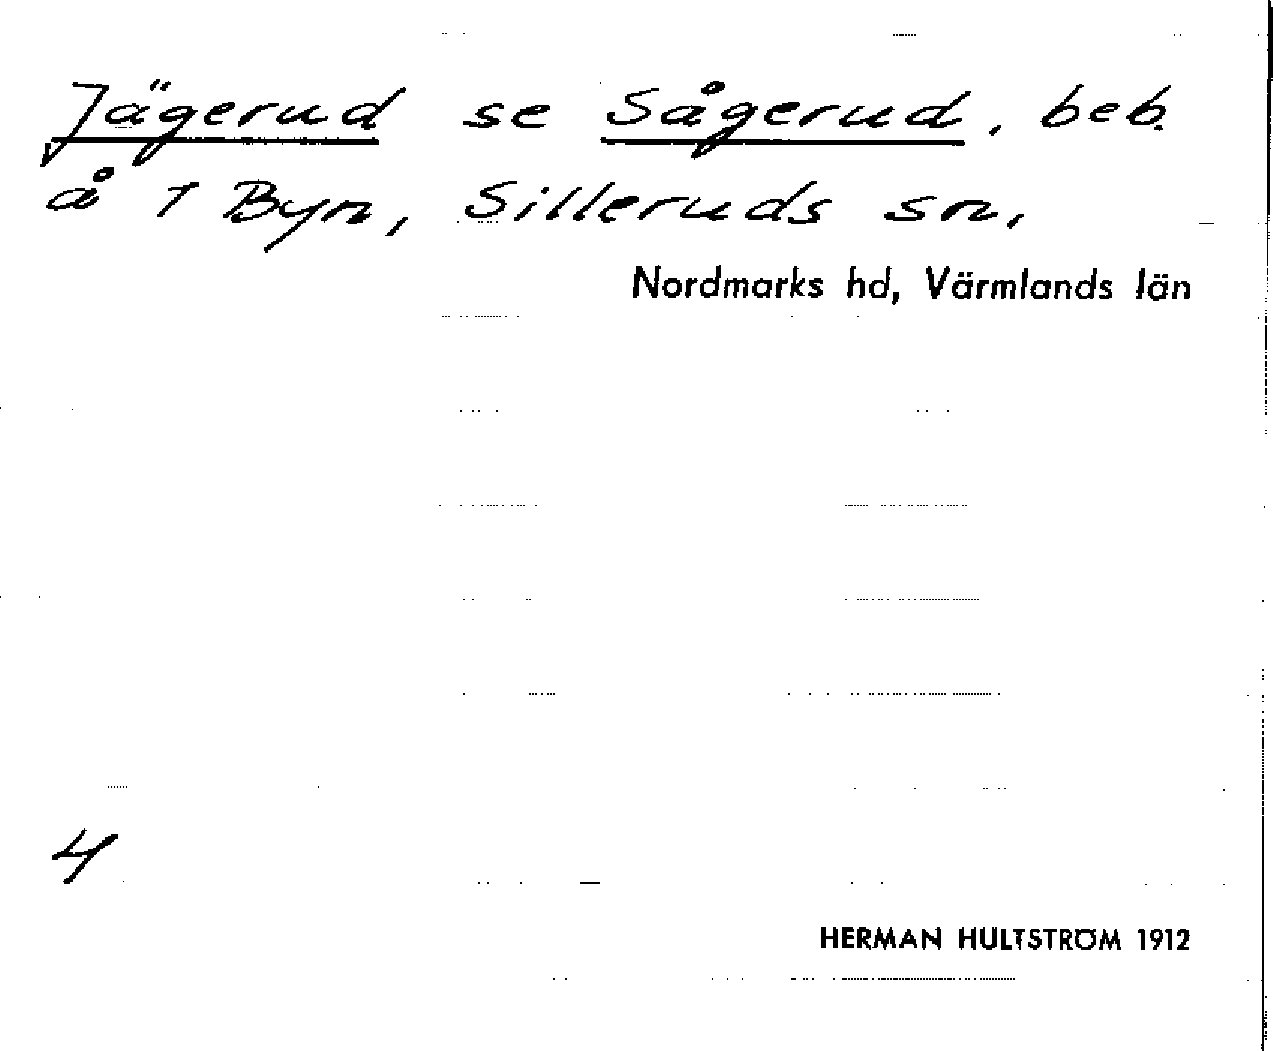 Jägerud se Sågerud, beb.
å 1 Byn, Silleruds sn,
Nordmarks hd, Värmlands län
4
HERMAN HULTSTRÖM 1912